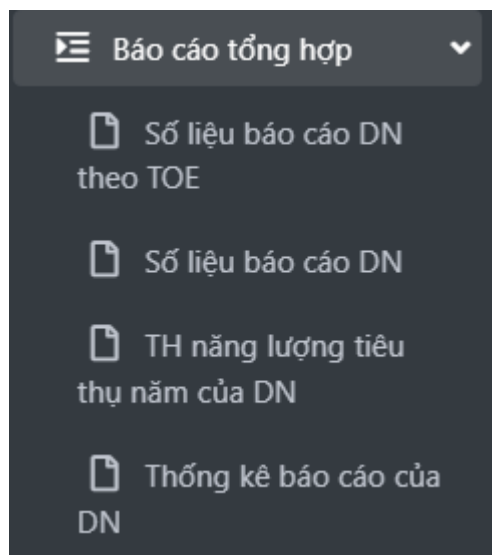 Báo cáo tổng hợp
Số liệu báo cáo DN
theo TOE
Số liệu báo cáo DN
TH năng lượng tiêu
thụ năm của DN
Thống kê báo cáo của
DN